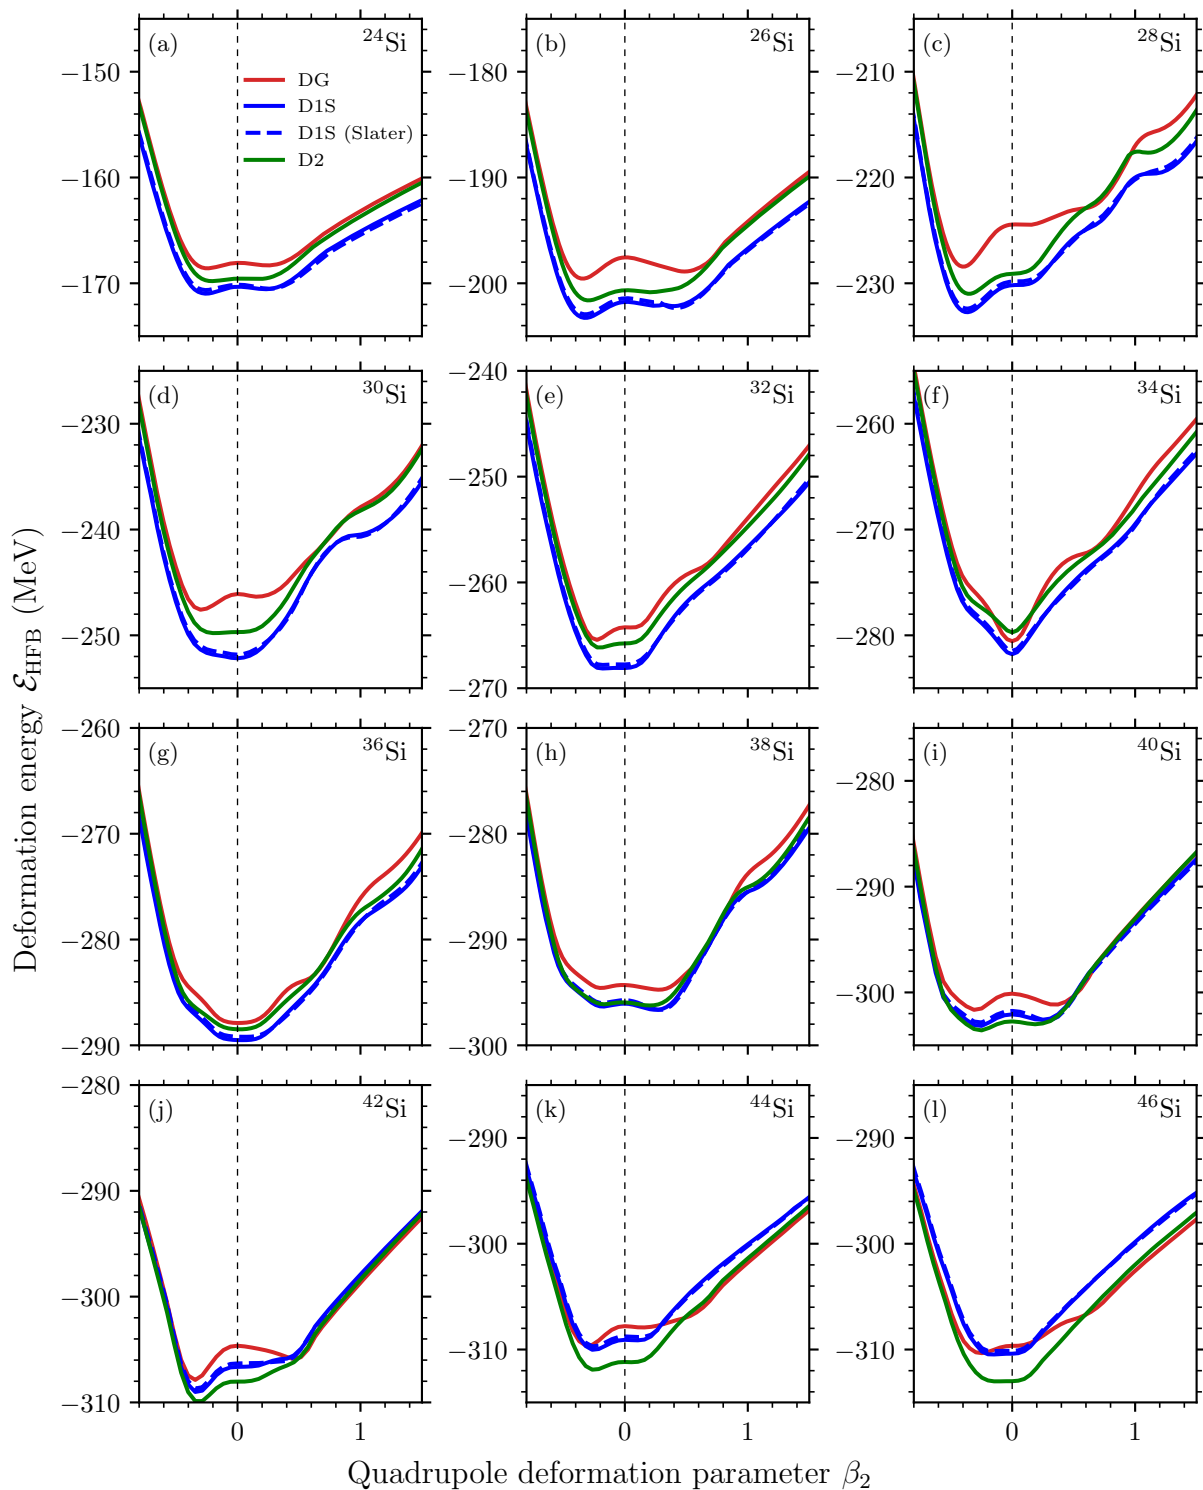 (a) ²⁴Si
(b) ²⁶Si
(c) ²⁸Si
DG
D1S
D1S (Slater)
D2
−150
−160
−170
−180
−190
−200
−210
−220
−230
(d) ³⁰Si
(e) ³²Si
(f) ³⁴Si
−230
−240
−250
−240
−250
−260
−270
−260
−270
−280
(g) ³⁶Si
(h) ³⁸Si
(i) ⁴⁰Si
−260
−270
−280
−290
−270
−280
−290
−300
−280
−290
−300
(j) ⁴²Si
(k) ⁴⁴Si
(l) ⁴⁶Si
−280
−290
−300
−310
−290
−300
−310
−290
−300
−310
0 1
0 1
0 1
Deformation energy ℰ_HFB (MeV)
Quadrupole deformation parameter β₂